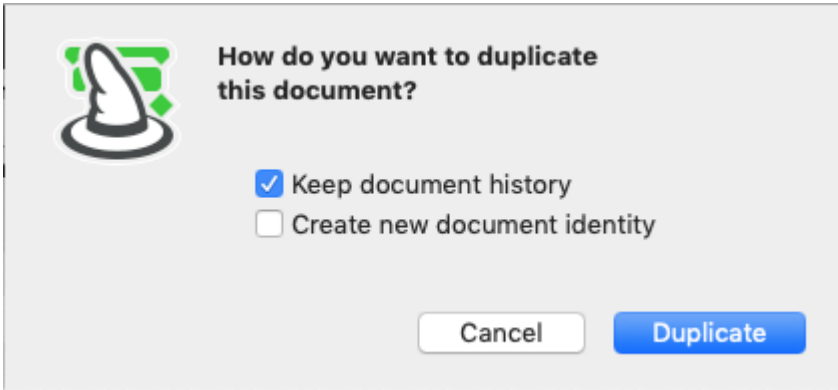 How do you want to duplicate
this document?
Keep document history
Create new document identity
Cancel
Duplicate